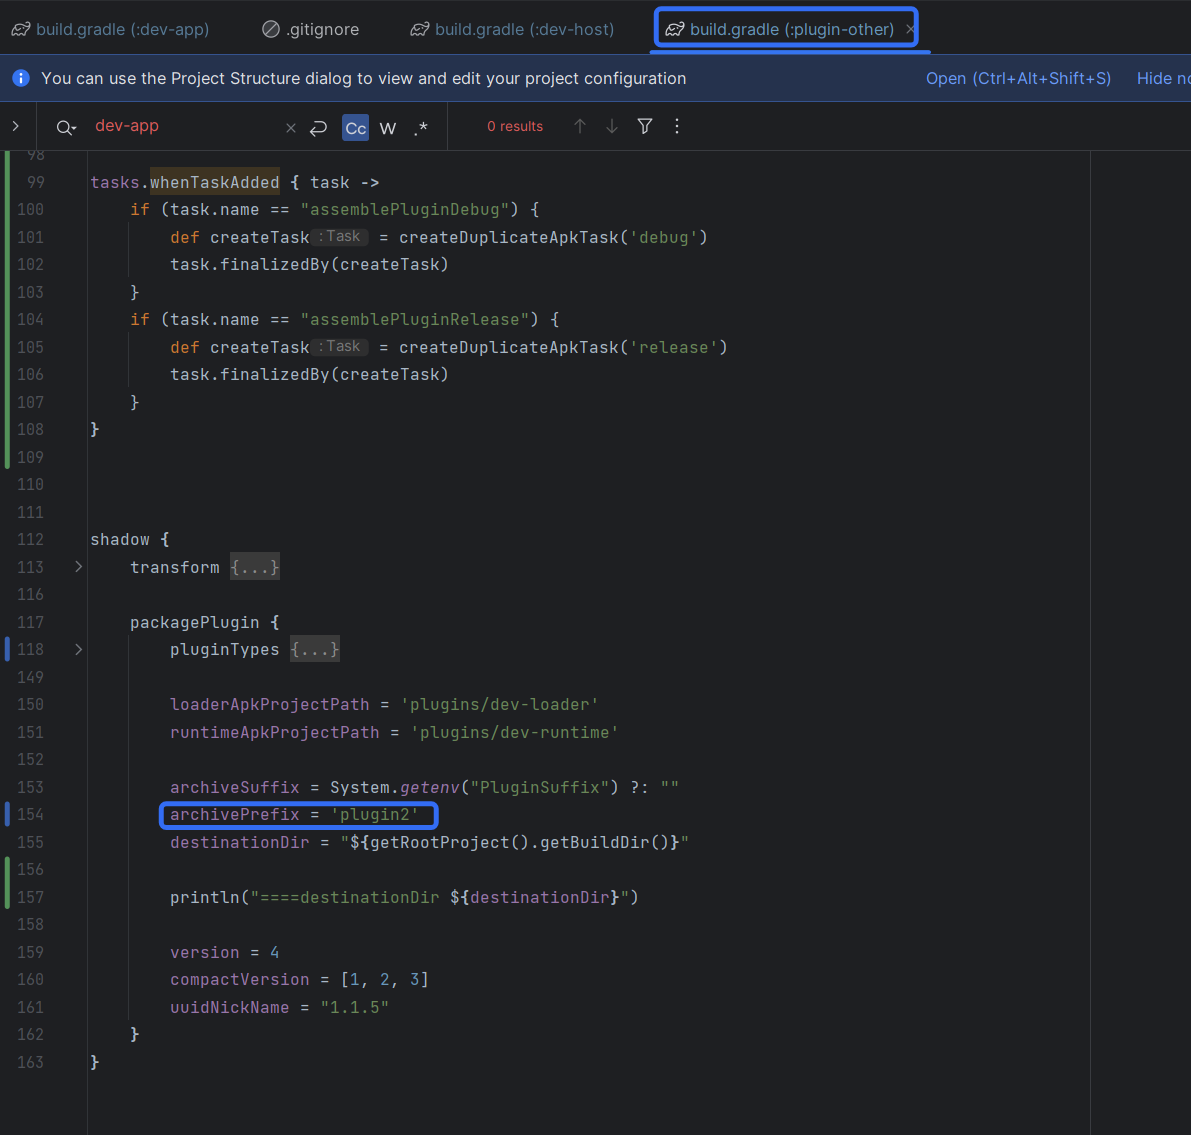 build.gradle (:dev-app) .gitignore build.gradle (:dev-host) build.gradle (:plugin-other)
You can use the Project Structure dialog to view and edit your project configuration Open (Ctrl+Alt+Shift+S) Hide no
dev-app Cc W .* 0 results
98
99 tasks.whenTaskAdded { task ->
100 if (task.name == "assemblePluginDebug") {
101 def createTask : Task = createDuplicateApkTask('debug')
102 task.finalizedBy(createTask)
103 }
104 if (task.name == "assemblePluginRelease") {
105 def createTask : Task = createDuplicateApkTask('release')
106 task.finalizedBy(createTask)
107 }
108 }
109
110
111
112 shadow {
113 transform {...}
116
117 packagePlugin {
118 pluginTypes {...}
149
150 loaderApkProjectPath = 'plugins/dev-loader'
151 runtimeApkProjectPath = 'plugins/dev-runtime'
152
153 archiveSuffix = System.getenv("PluginSuffix") ?: ""
154 archivePrefix = 'plugin2'
155 destinationDir = "${getRootProject().getBuildDir()}"
156
157 println("====destinationDir ${destinationDir}")
158
159 version = 4
160 compactVersion = [1, 2, 3]
161 uuidNickName = "1.1.5"
162 }
163 }